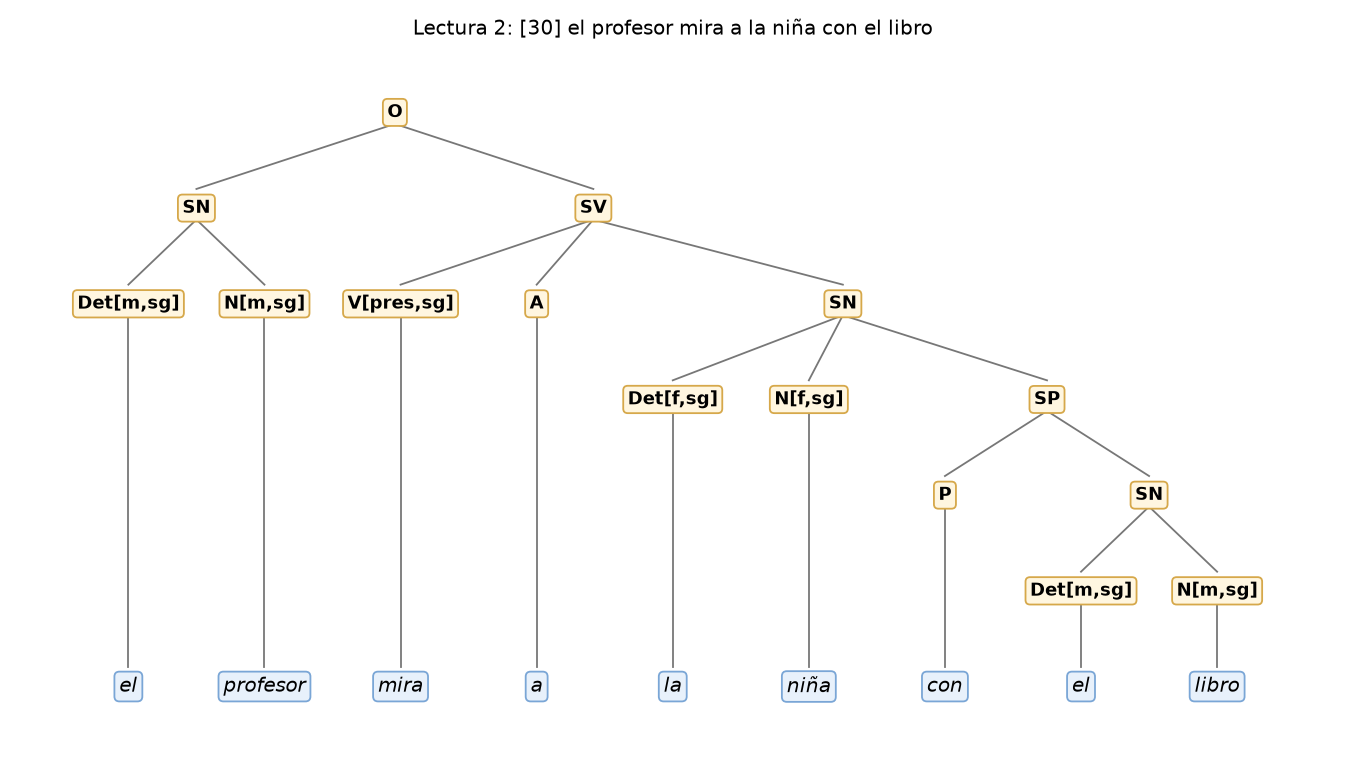 Lectura 2: [30] el profesor mira a la niña con el libro
O
SN SV
Det[m,sg] N[m,sg] V[pres,sg] A SN
Det[f,sg] N[f,sg] SP
P SN
Det[m,sg] N[m,sg]
el profesor mira a la niña con el libro